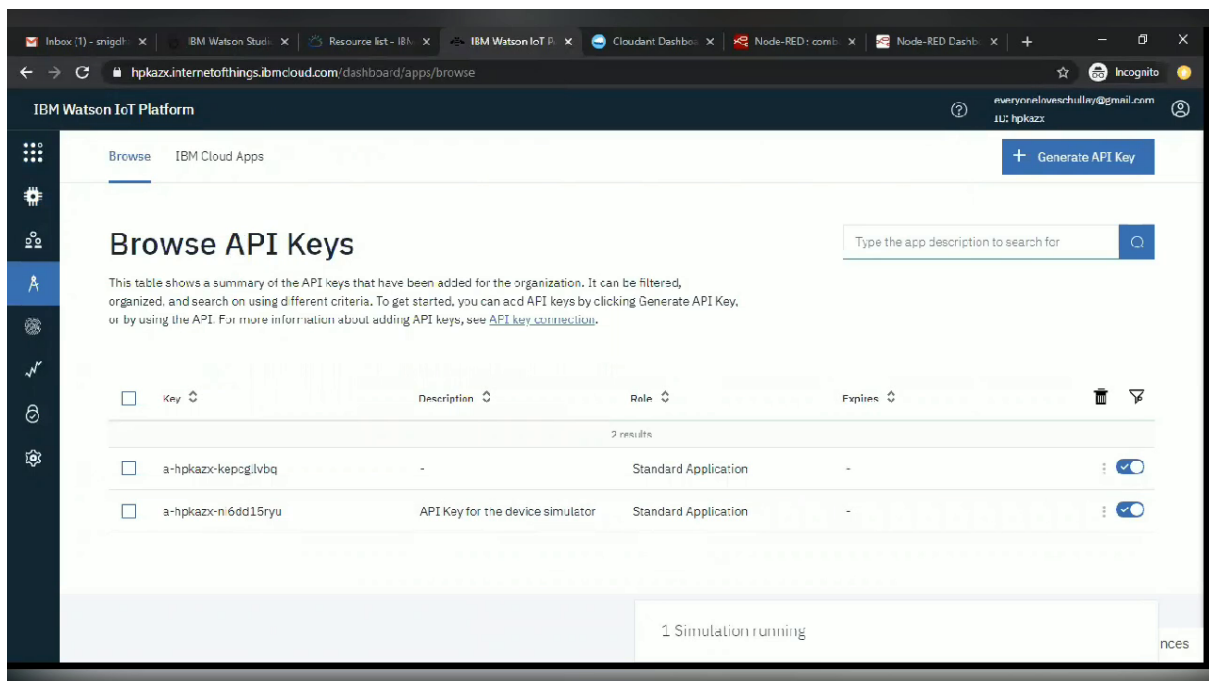 Inbox (1) - snigdh
IBM Watson Studi
Resource list - IBM
IBM Watson IoT P
Cloudant Dashboa
Node-RED : comb
Node-RED Dashb
hpkazx.internetofthings.ibmcloud.com/dashboard/apps/browse
Incognito
IBM Watson IoT Platform
everyoneloveschulley@gmail.com
ID: hpkazx
Browse
IBM Cloud Apps
+ Generate API Key
Browse API Keys
Type the app description to search for
This table shows a summary of the API keys that have been added for the organization. It can be filtered,
organized, and search on using different criteria. To get started, you can add API keys by clicking Generate API Key,
or by using the API. For more information about adding API keys, see API key connection.
Key Description Role Expires
2 results
- Standard Application -
a-hpkazx-ni6dd15ryu API Key for the device simulator Standard Application -
1 Simulation running
nces